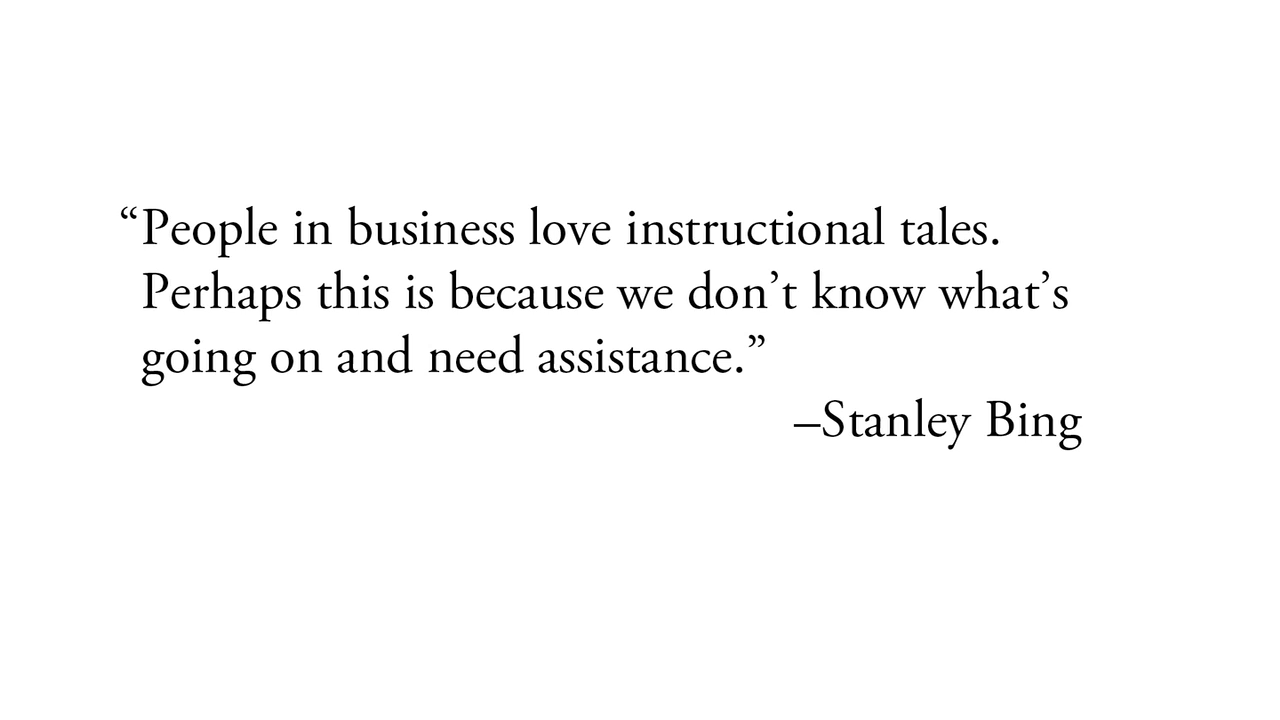 “People in business love instructional tales.
Perhaps this is because we don’t know what’s
going on and need assistance.”
–Stanley Bing